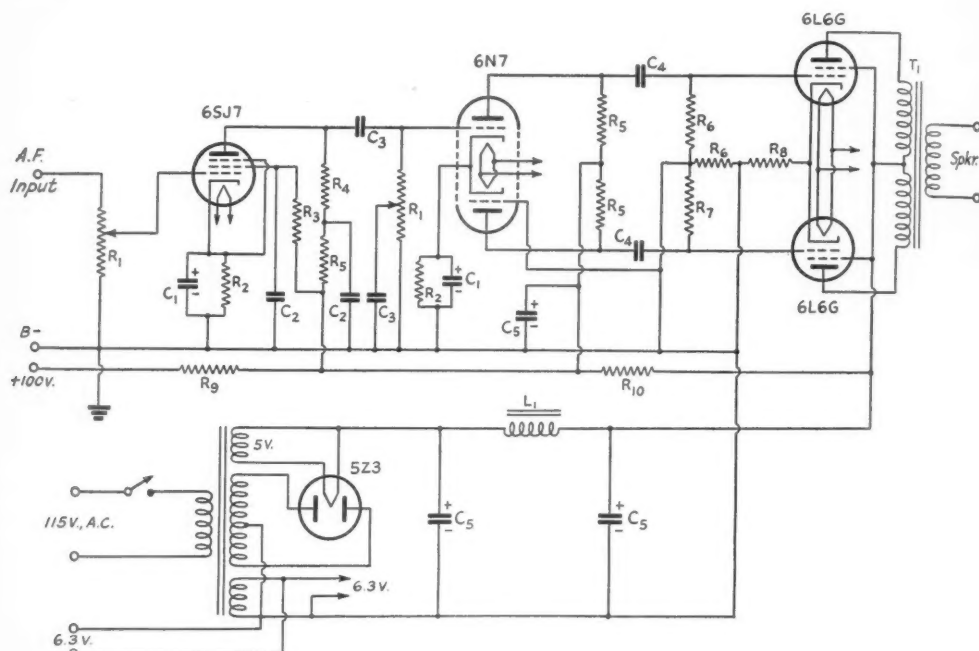 6L6G
T1
6N7
C4
6SJ7
C3
R5
R6
A.F.
Input
R4
R6
R8
Spkr.
R3
R1
R5
R7
R1
R5
C4
C1
+
-
R2
C2
C2
C3
R2
+
-
C1
C5
+
-
6L6G
B-
+100V.
R9
R10
L1
5V.
5Z3
115V., A.C.
+
-
C5
+
-
C5
6.3V.
6.3V.